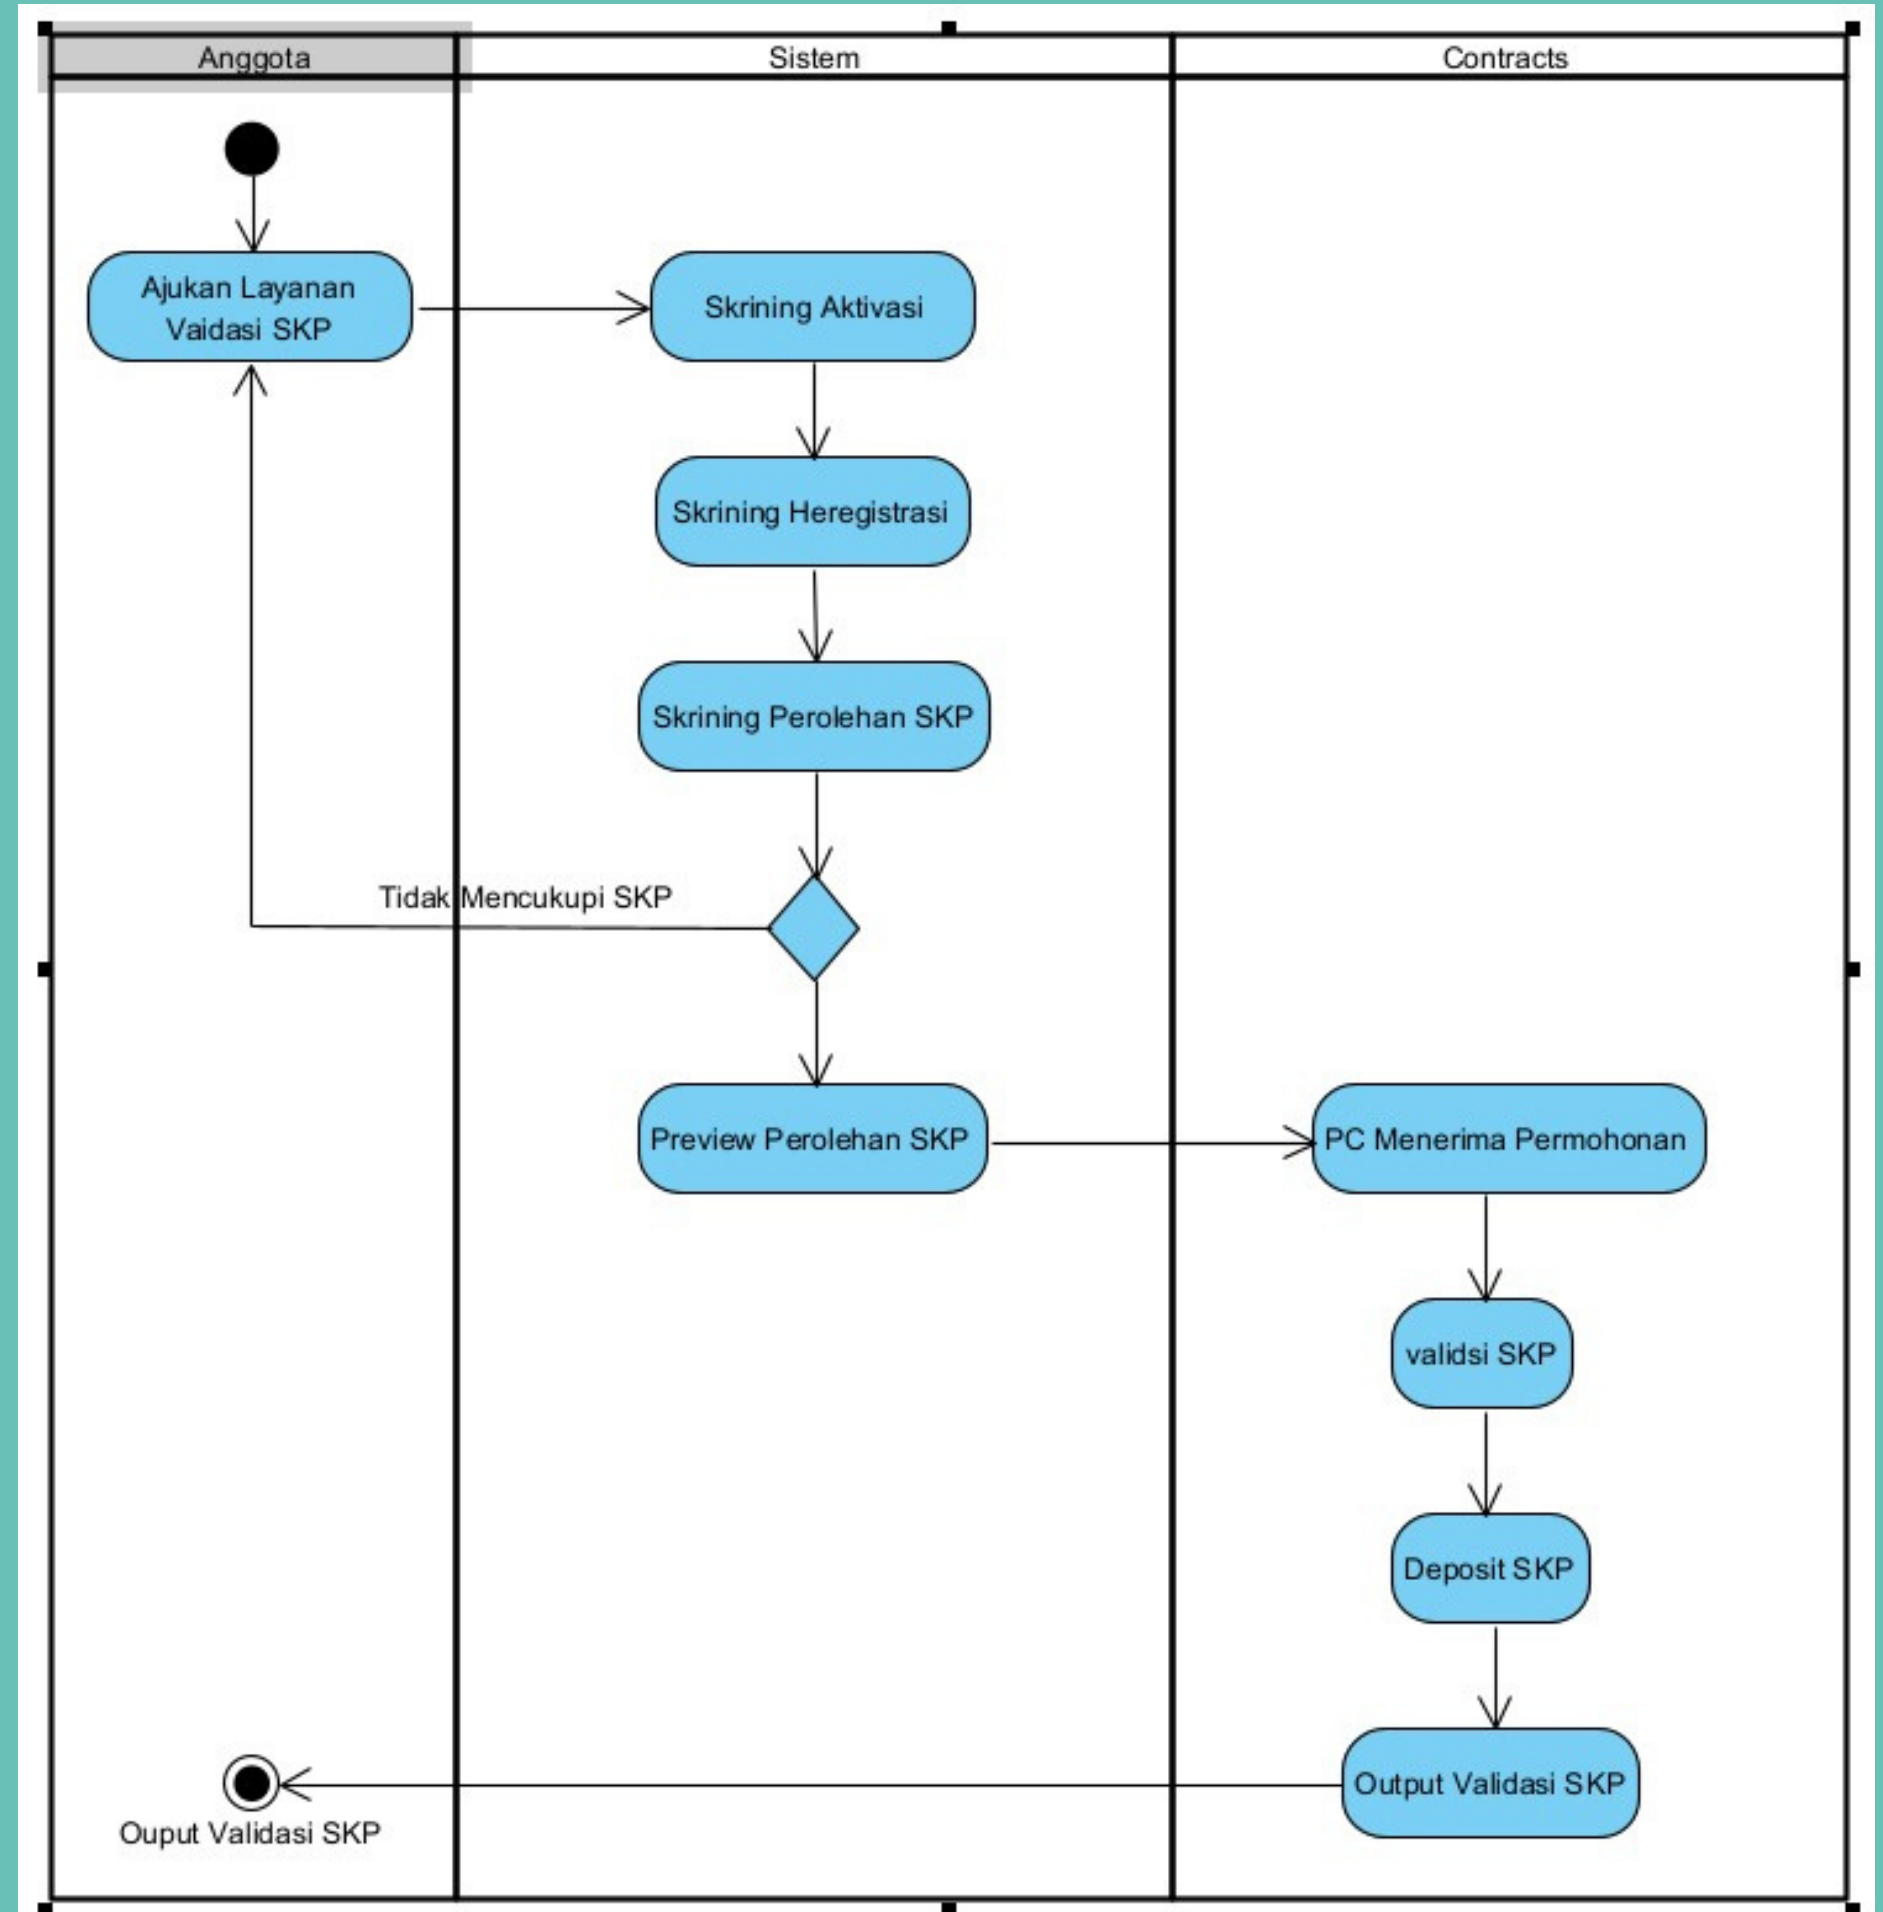 Anggota
Sistem
Contracts
Ajukan Layanan
Vaidasi SKP
Skrining Aktivasi
Skrining Heregistrasi
Skrining Perolehan SKP
Tidak Mencukupi SKP
Preview Perolehan SKP
PC Menerima Permohonan
validsi SKP
Deposit SKP
Output Validasi SKP
Ouput Validasi SKP